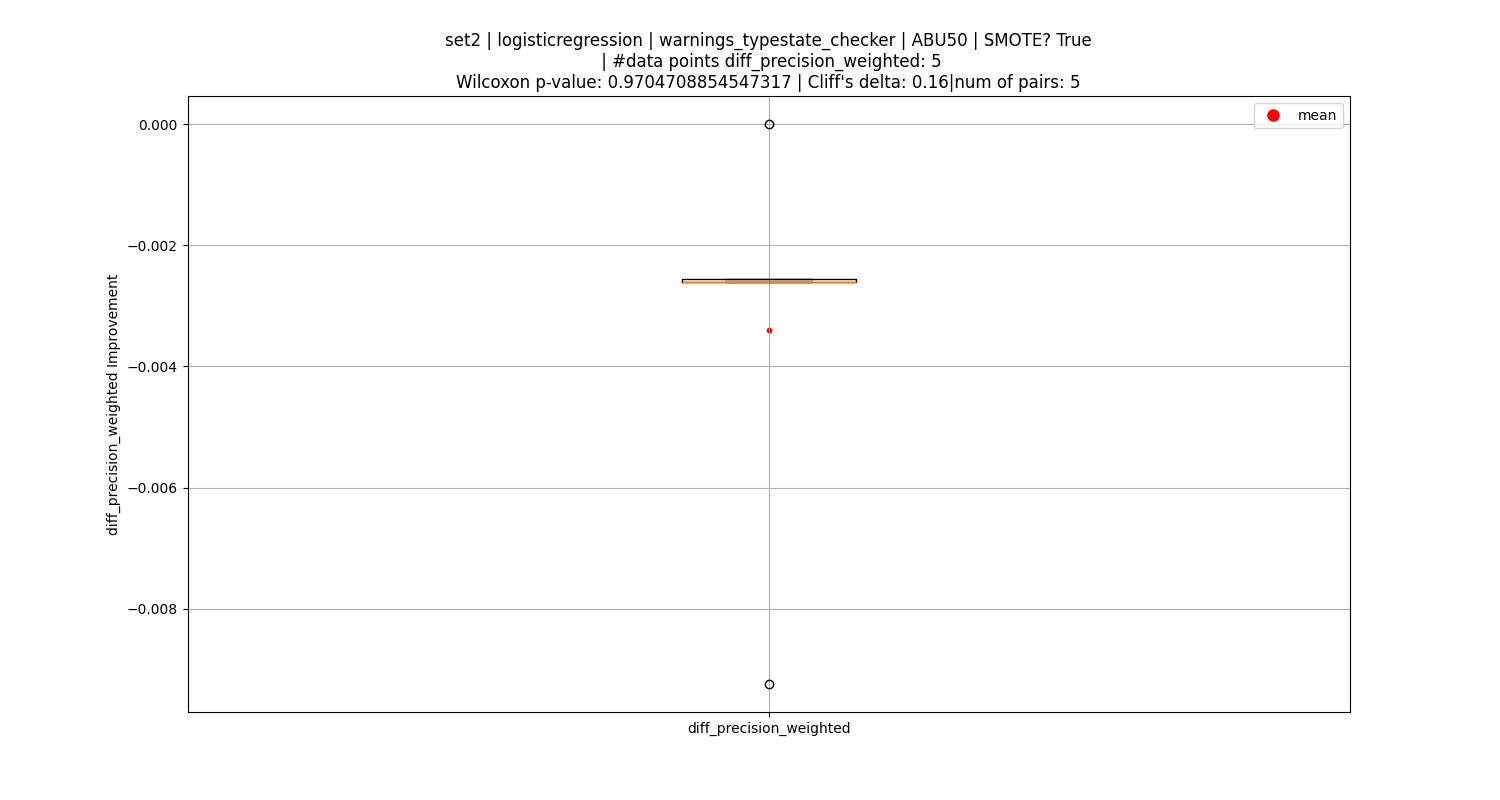 set2 | logisticregression | warnings_typestate_checker | ABU50 | SMOTE? True
| #data points diff_precision_weighted: 5
Wilcoxon p-value: 0.9704708854547317 | Cliff's delta: 0.16|num of pairs: 5
mean
0.000
−0.002
−0.004
−0.006
−0.008
diff_precision_weighted Improvement
diff_precision_weighted